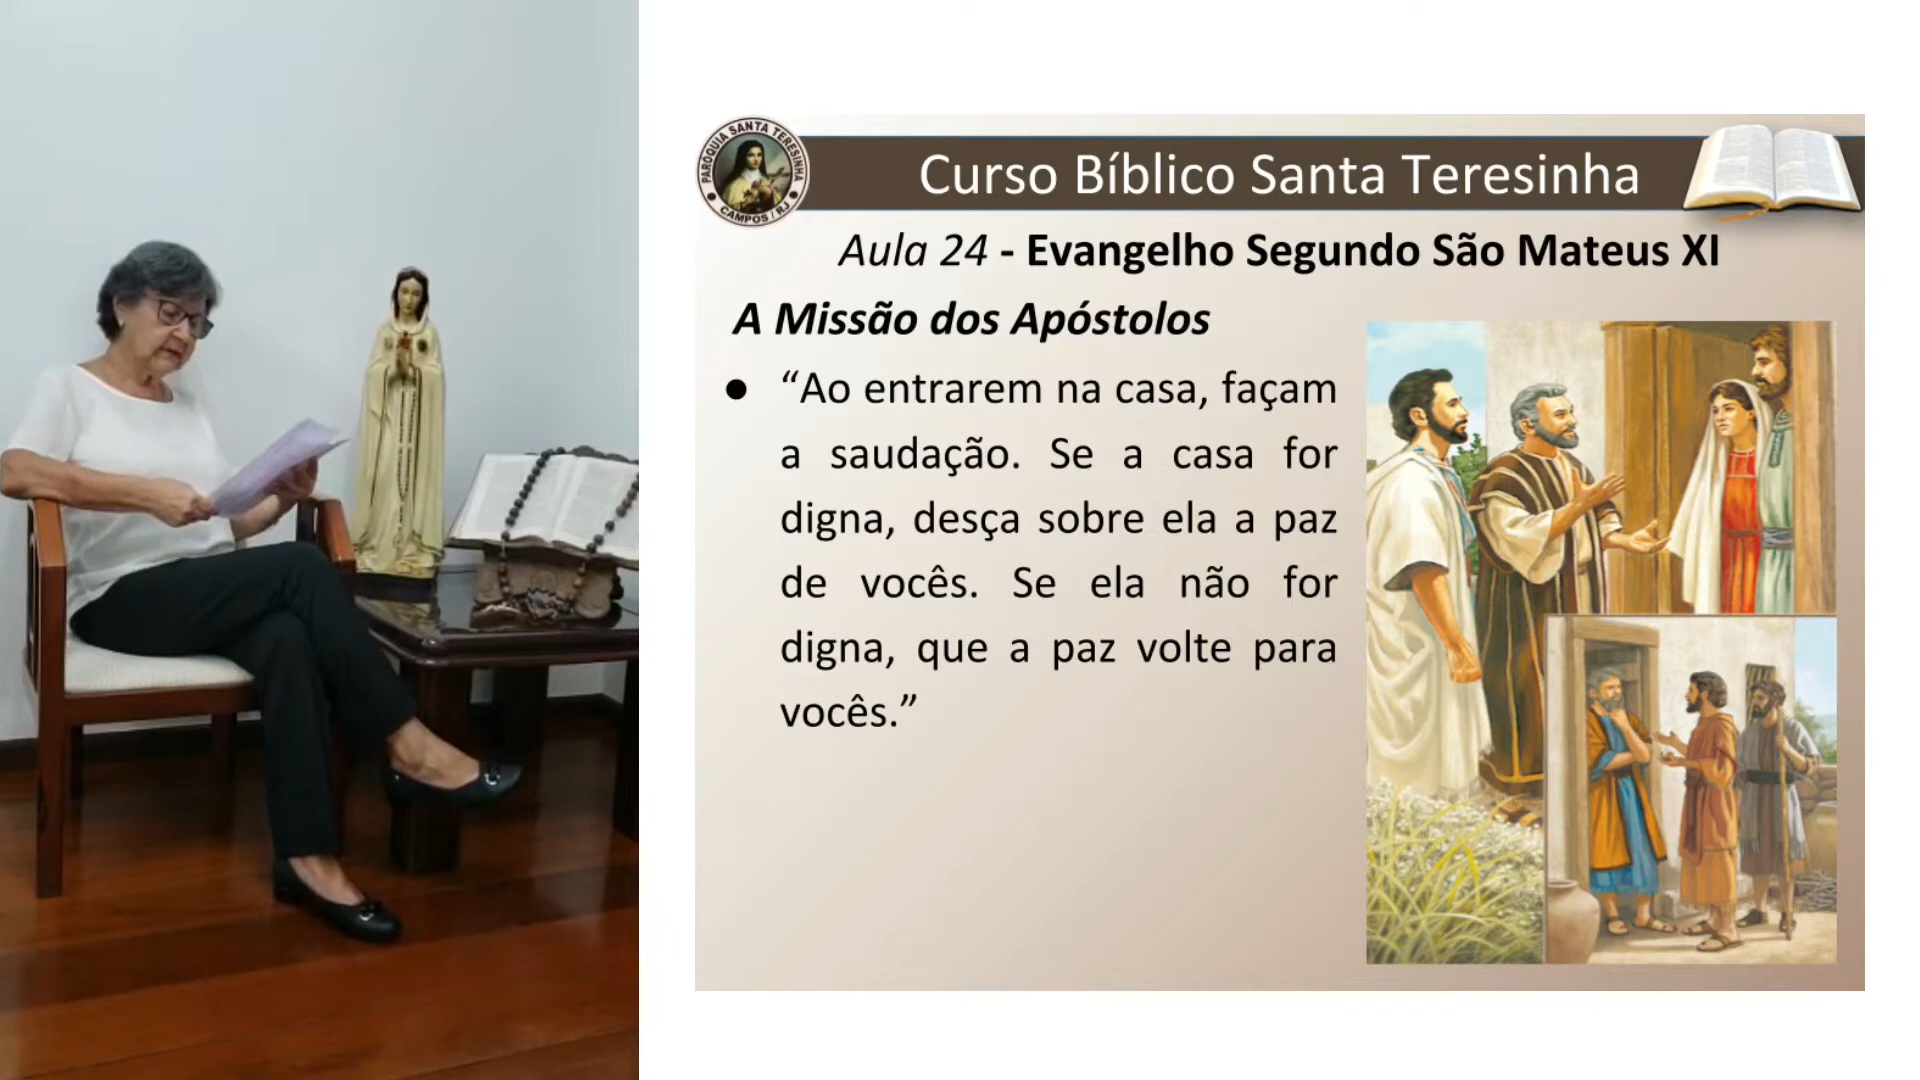 PARÓQUIA SANTA TERESINHA
CAMPOS / RJ
Curso Bíblico Santa Teresinha
Aula 24 - Evangelho Segundo São Mateus XI
A Missão dos Apóstolos
● “Ao entrarem na casa, façam
a saudação. Se a casa for
digna, desça sobre ela a paz
de vocês. Se ela não for
digna, que a paz volte para
vocês.”